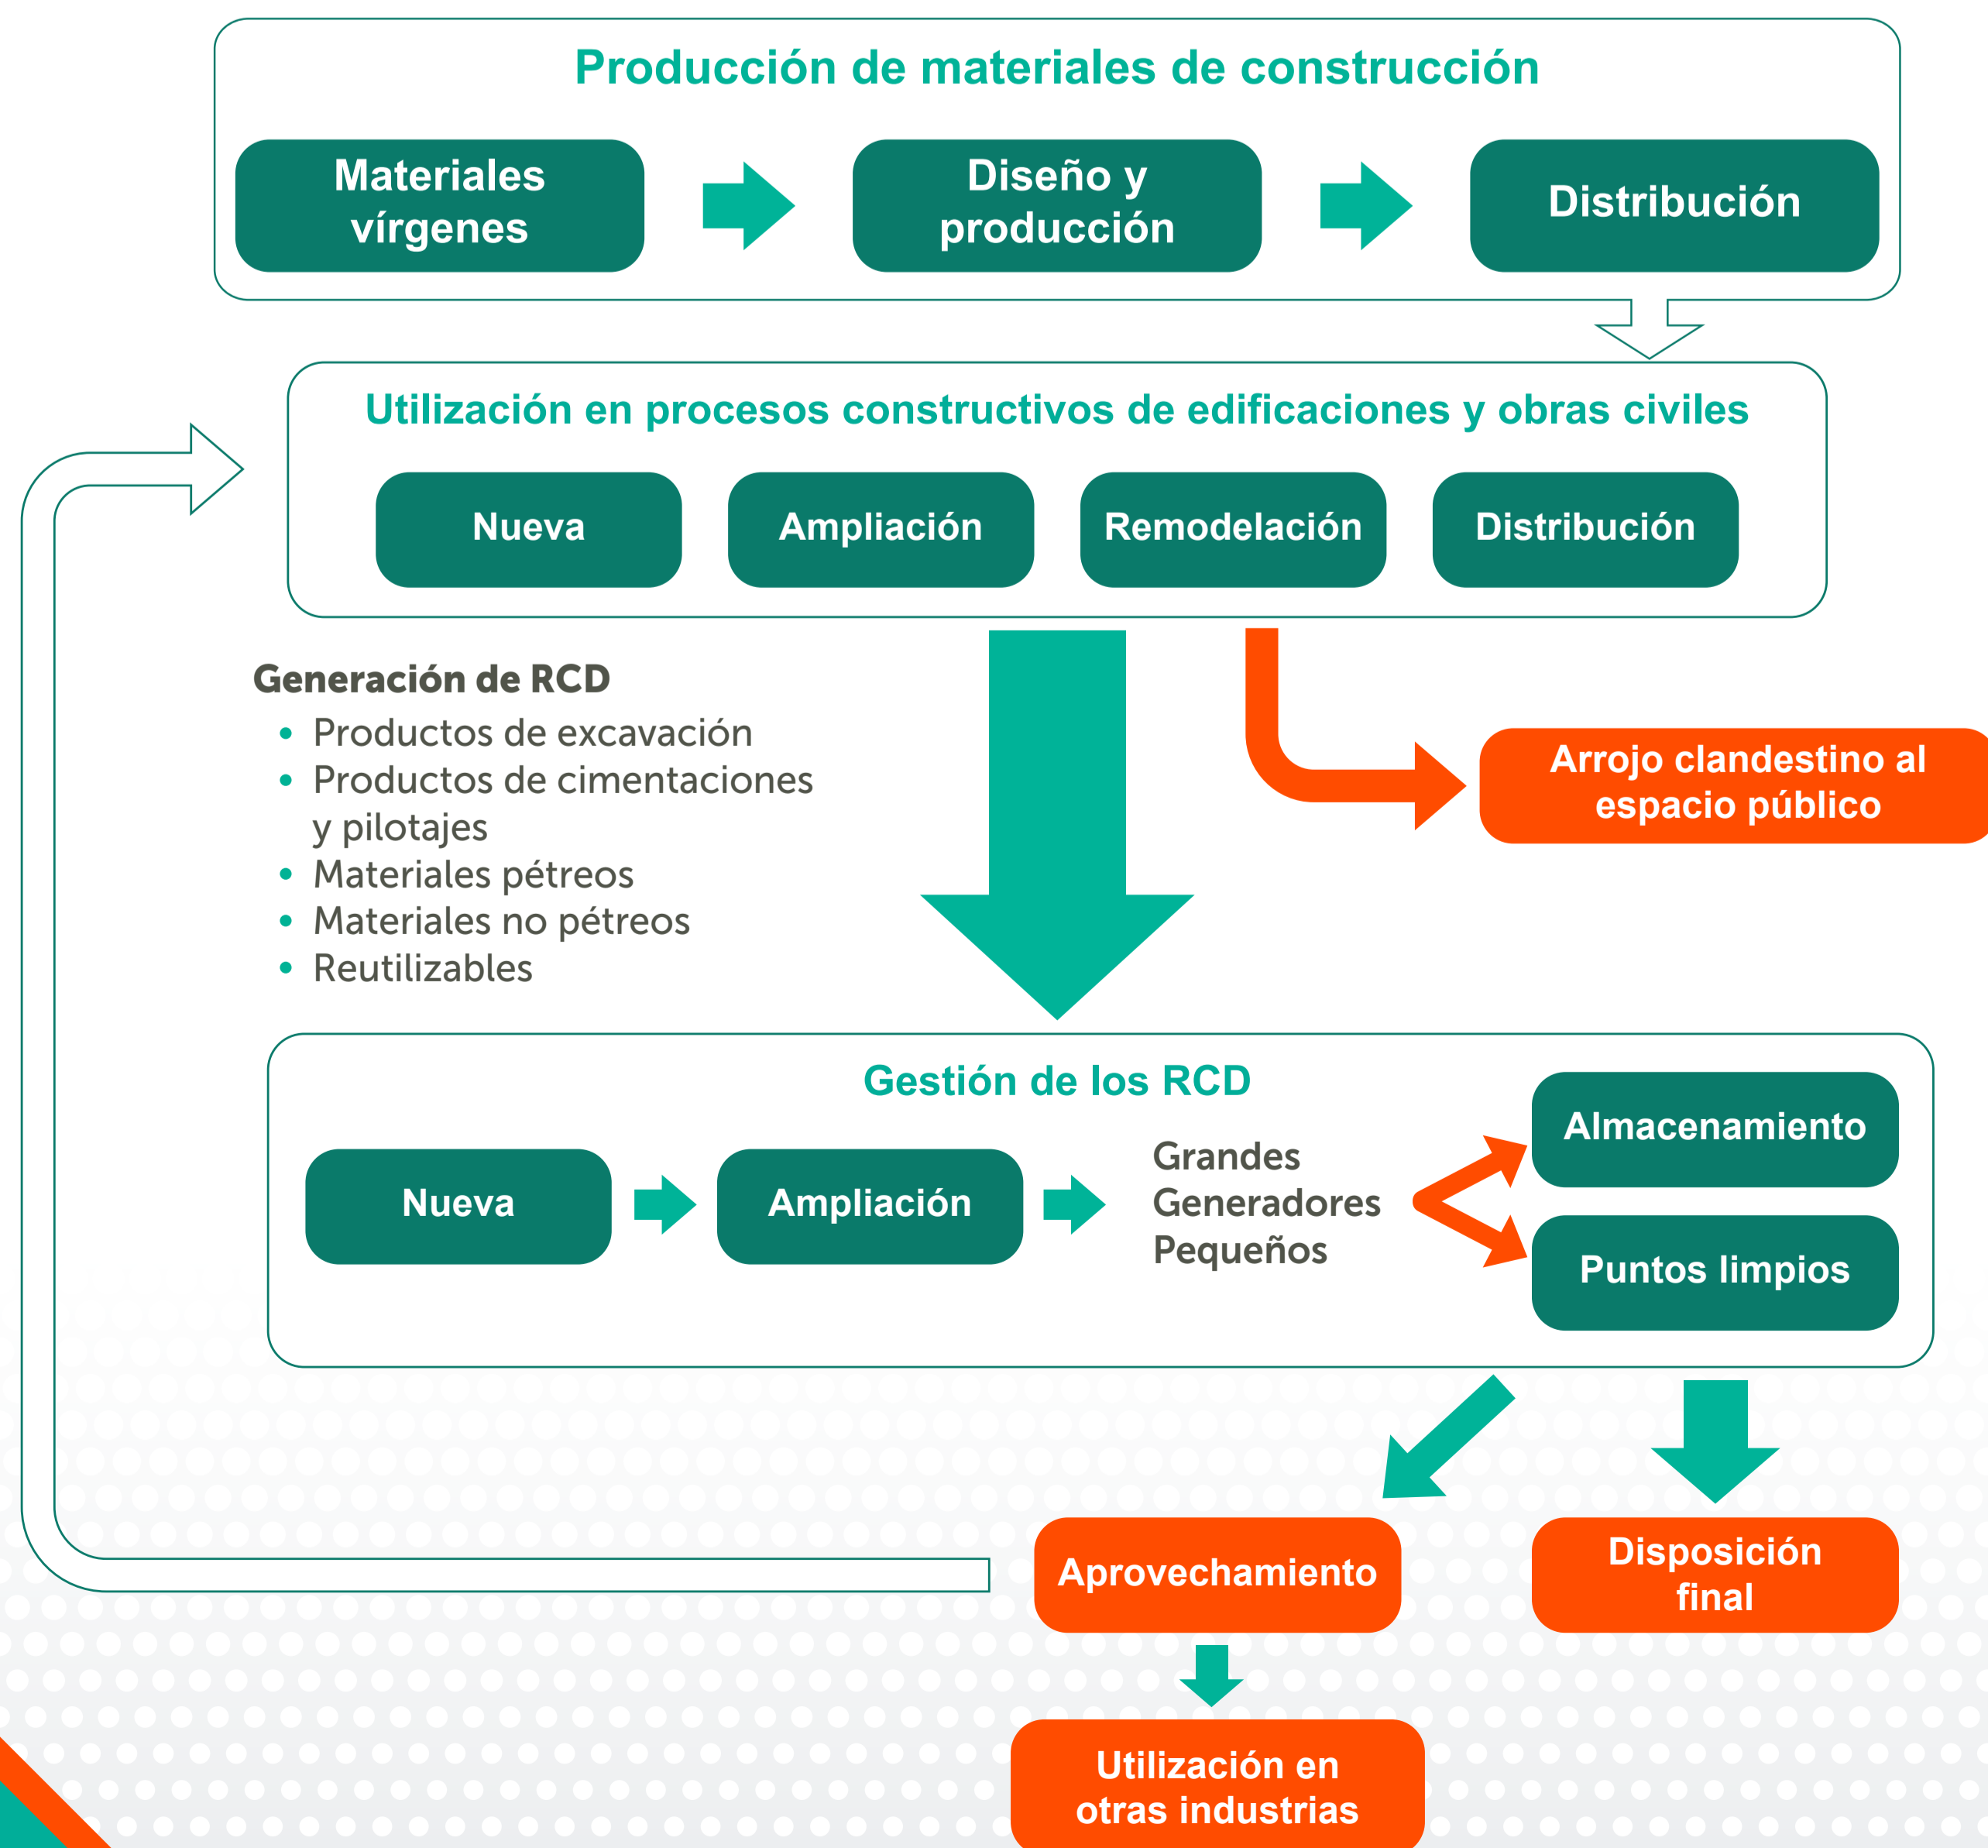 Producción de materiales de construcción
Materiales
vírgenes
Diseño y
producción
Distribución
Utilización en procesos constructivos de edificaciones y obras civiles
Nueva
Ampliación
Remodelación
Distribución
Generación de RCD
• Productos de excavación
• Productos de cimentaciones
y pilotajes
• Materiales pétreos
• Materiales no pétreos
• Reutilizables
Arrojo clandestino al
espacio público
Gestión de los RCD
Nueva
Ampliación
Grandes
Generadores
Pequeños
Almacenamiento
Puntos limpios
Aprovechamiento
Disposición
final
Utilización en
otras industrias